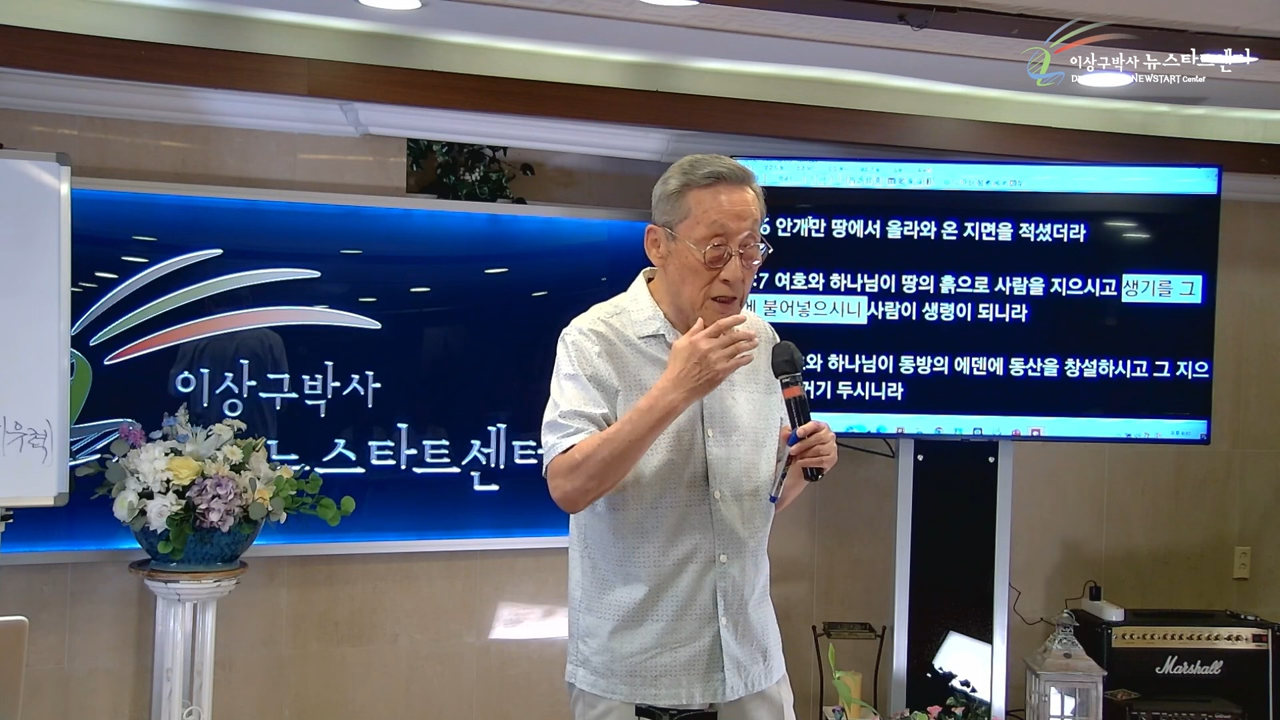 이상구박사 뉴스타트센터
NEWSTART Center
6 안개만 땅에서 올라와 온 지면을 적셨더라
:7 여호와 하나님이 땅의 흙으로 사람을 지으시고 생기를 그
에 불어넣으시니 사람이 생령이 되니라
와 하나님이 동방의 에덴에 동산을 창설하시고 그 지으
거기 두시니라
이상구박사
뉴스타트센터
Marshall